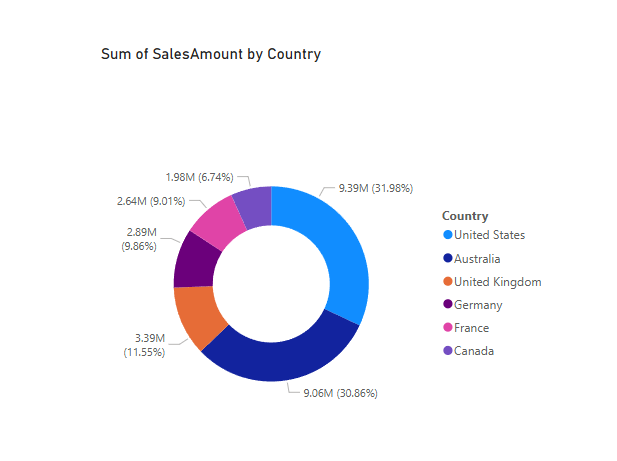 Sum of SalesAmount by Country
1.98M (6.74%)
9.39M (31.98%)
2.64M (9.01%)
2.89M
(9.86%)
3.39M
(11.55%)
9.06M (30.86%)
Country
United States
Australia
United Kingdom
Germany
France
Canada